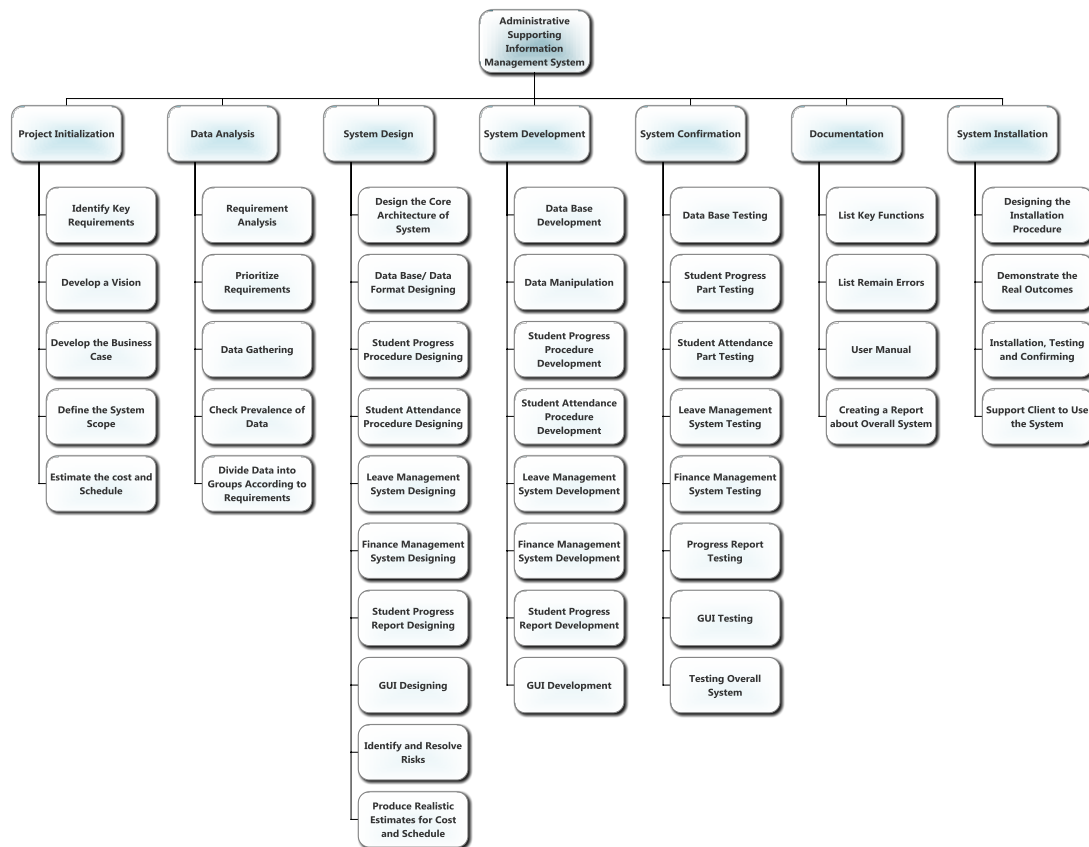 Administrative
Supporting
Information
Management System
Project Initialization
Data Analysis
System Design
System Development
System Confirmation
Documentation
System Installation
Identify Key
Requirements
Develop a Vision
Develop the Business
Case
Define the System
Scope
Estimate the cost and
Schedule
Requirement
Analysis
Prioritize
Requirements
Data Gathering
Check Prevalence of
Data
Divide Data into
Groups According to
Requirements
Design the Core
Architecture of
System
Data Base/ Data
Format Designing
Student Progress
Procedure Designing
Student Attendance
Procedure Designing
Leave Management
System Designing
Finance Management
System Designing
Student Progress
Report Designing
GUI Designing
Identify and Resolve
Risks
Produce Realistic
Estimates for Cost
and Schedule
Data Base
Development
Data Manipulation
Student Progress
Procedure
Development
Student Attendance
Procedure
Development
Leave Management
System Development
Finance Management
System Development
Student Progress
Report Development
GUI Development
Data Base Testing
Student Progress
Part Testing
Student Attendance
Part Testing
Leave Management
System Testing
Finance Management
System Testing
Progress Report
Testing
GUI Testing
Testing Overall
System
List Key Functions
List Remain Errors
User Manual
Creating a Report
about Overall System
Designing the
Installation
Procedure
Demonstrate the
Real Outcomes
Installation, Testing
and Confirming
Support Client to Use
the System